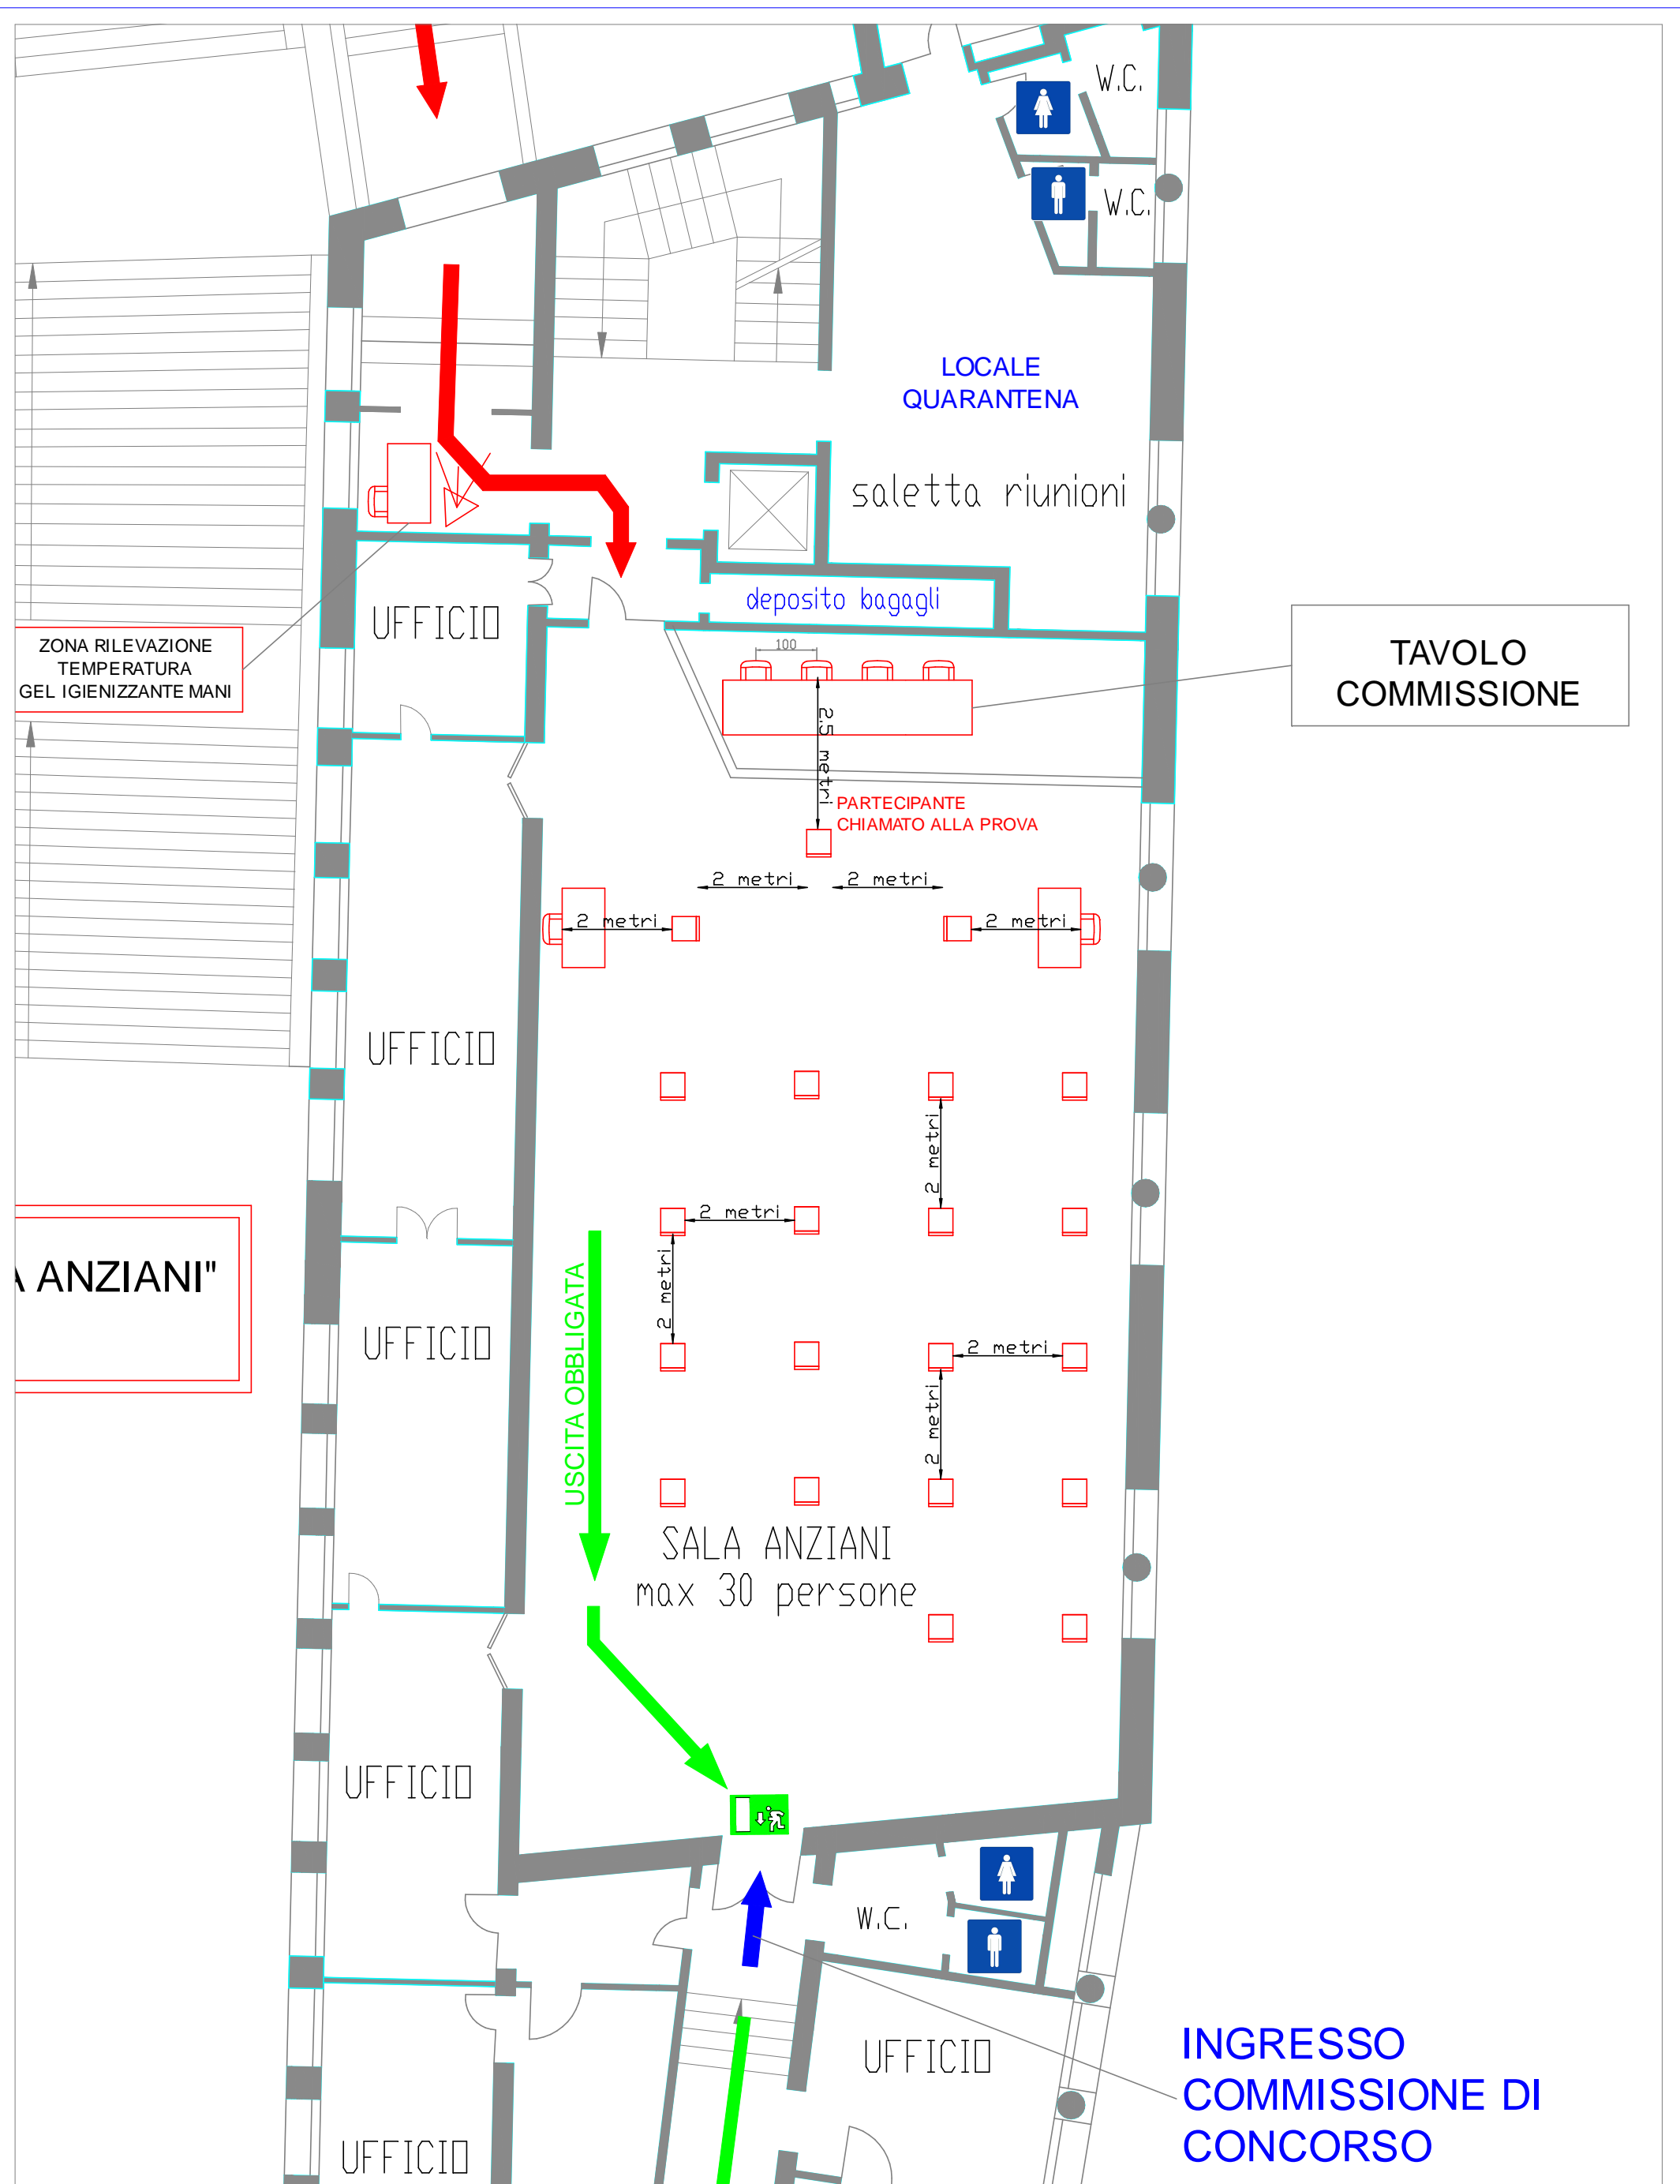 W.C.
W.C.
LOCALE
QUARANTENA
saletta riunioni
deposito bagagli
UFFICIO
ZONA RILEVAZIONE
TEMPERATURA
GEL IGIENIZZANTE MANI
100
TAVOLO
COMMISSIONE
2.5 metri
PARTECIPANTE
CHIAMATO ALLA PROVA
2 metri
2 metri
2 metri
2 metri
UFFICIO
2 metri
2 metri
2 metri
A ANZIANI"
USCITA OBBLIGATA
UFFICIO
2 metri
2 metri
SALA ANZIANI
max 30 persone
UFFICIO
W.C.
UFFICIO
INGRESSO
COMMISSIONE DI
CONCORSO
UFFICIO